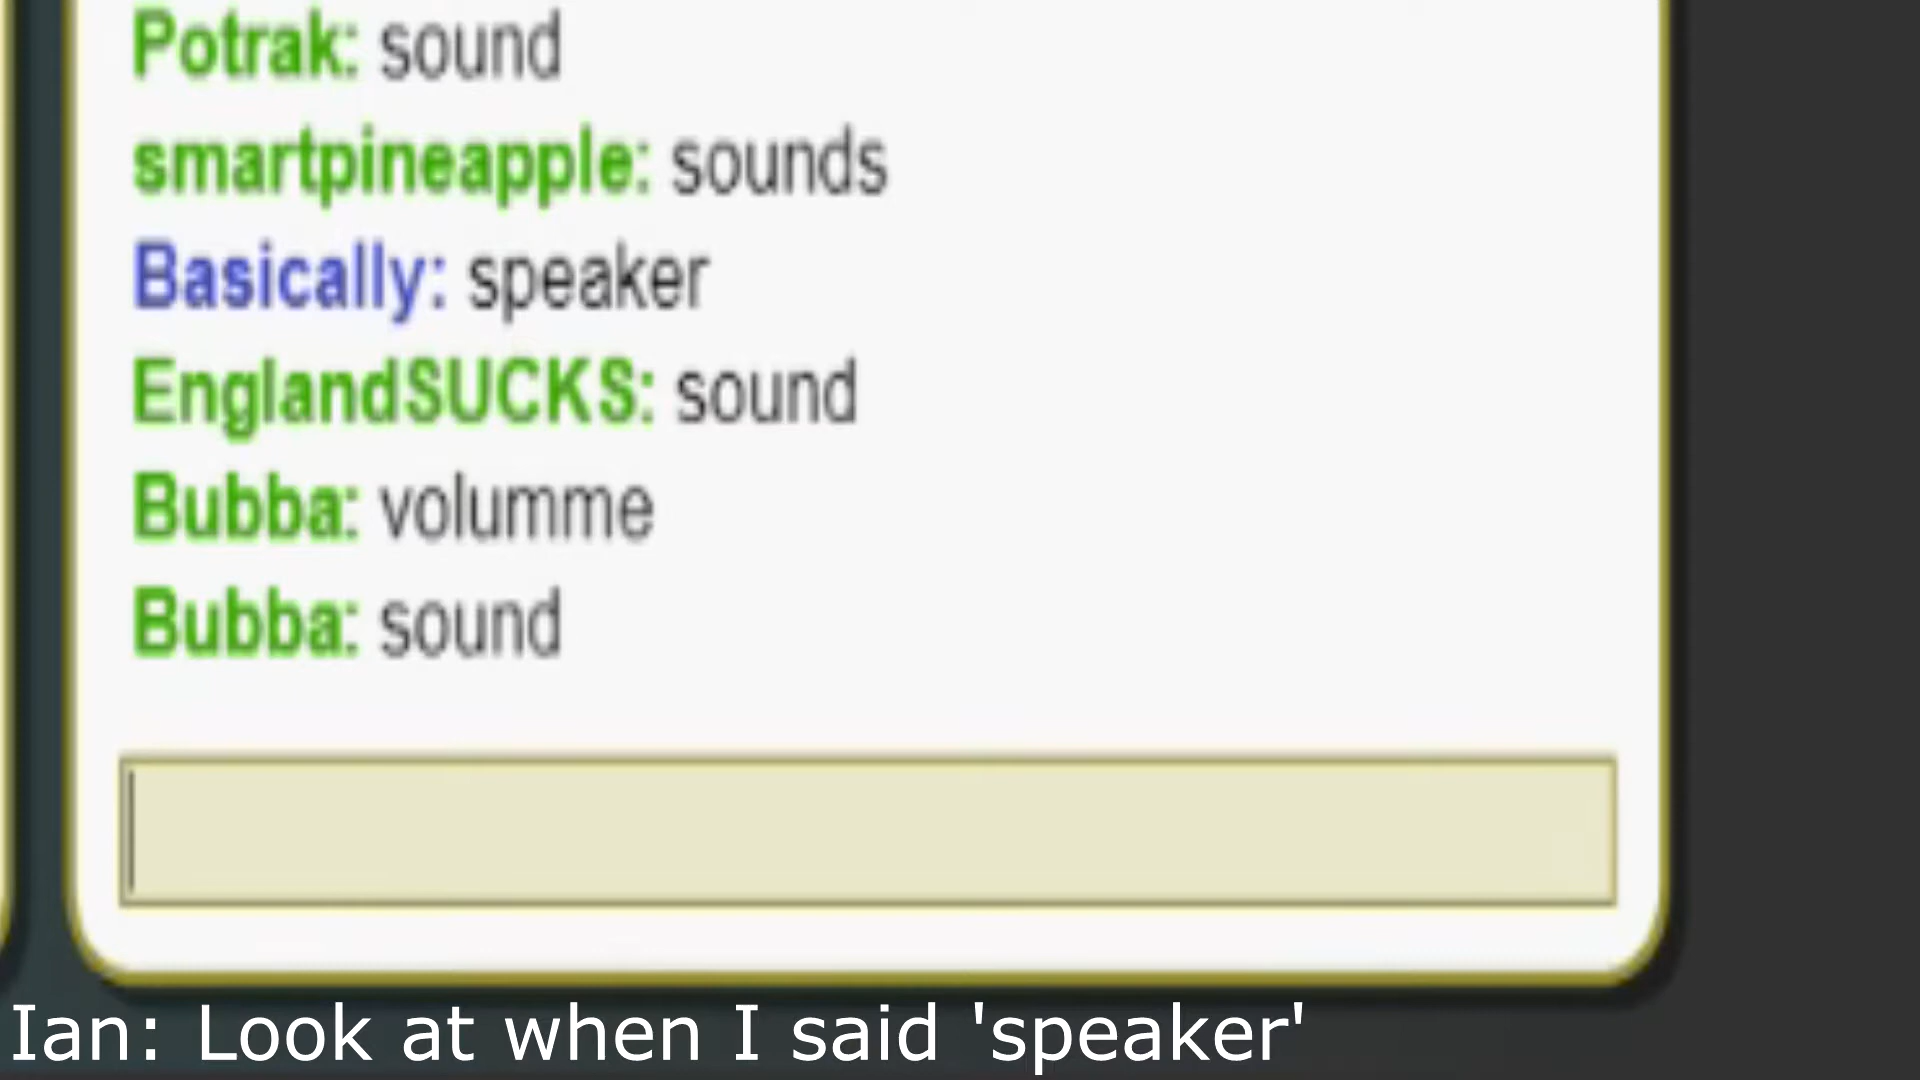 Potrak: sound
smartpineapple: sounds
Basically: speaker
EnglandSUCKS: sound
Bubba: volumme
Bubba: sound
Ian: Look at when I said 'speaker'